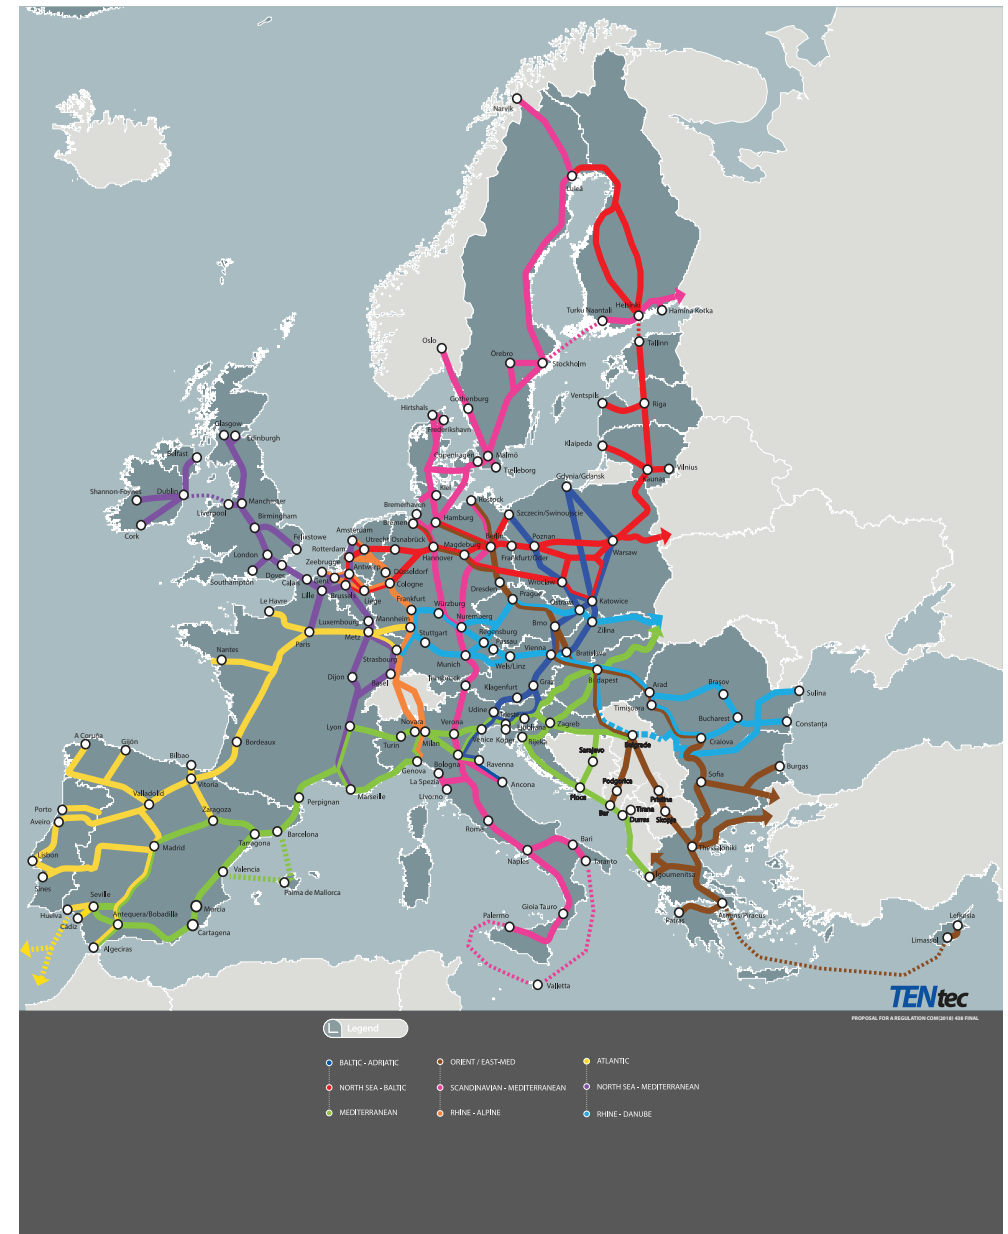 Narvik
Luleå
Helsinki
Turku Naantali
Hamina Kotka
Tallinn
Oslo
Örebro
Stockholm
Ventspils
Riga
Gothenburg
Hirtshals
Frederikshavn
Glasgow
Edinburgh
Klaipeda
Copenhagen
Malmö
Trelleborg
Belfast
Vilnius
Kaunas
Gdynia/Gdansk
Shannon-Foynes
Dublin
Kiel
Rostock
Manchester
Liverpool
Bremerhaven
Szczecin/Swinoujscie
Birmingham
Bremen
Hamburg
Cork
Felixstowe
Amsterdam
Utrecht
Osnabrück
Magdeburg
Berlin
Poznan
Warsaw
London
Rotterdam
Hannover
Frankfurt/Oder
Zeebrugge
Antwerp
Düsseldorf
Dover
Southampton
Calais
Gent
Cologne
Dresden
Wroclaw
Lille
Brussels
Liège
Le Havre
Frankfurt
Würzburg
Prague
Ostrava
Katowice
Luxembourg
Mannheim
Nuremberg
Brno
Zilina
Paris
Metz
Stuttgart
Regensburg
Passau
Nantes
Strasbourg
Munich
Wels/Linz
Vienna
Bratislava
Dijon
Basel
Innsbruck
Klagenfurt
Graz
Budapest
Arad
Braşov
Sulina
Udine
Timişoara
Bucharest
Constanţa
Lyon
Novara
Verona
Trieste
Ljubljana
Zagreb
Turin
Milan
Venice
Koper
Rijeka
Belgrade
Craiova
A Coruña
Gijón
Bordeaux
Bilbao
Genova
Bologna
Ravenna
Sarajevo
Sofia
Burgas
Vitoria
La Spezia
Ancona
Podgorica
Valladolid
Livorno
Marseille
Ploce
Pristina
Porto
Perpignan
Bar
Tirana
Durres
Skopje
Aveiro
Zaragoza
Rome
Barcelona
Tarragona
Bari
Thessaloniki
Madrid
Naples
Taranto
Lisbon
Valencia
Igoumenitsa
Sines
Palma de Mallorca
Seville
Murcia
Gioia Tauro
Huelva
Antequera/Bobadilla
Palermo
Patras
Athens/Piraeus
Lefkosia
Cádiz
Cartagena
Limassol
Algeciras
Valletta
TENtec
PROPOSAL FOR A REGULATION COM(2018) 438 FINAL
Legend
BALTIC - ADRIATIC
ORIENT / EAST-MED
ATLANTIC
NORTH SEA - BALTIC
SCANDINAVIAN - MEDITERRANEAN
NORTH SEA - MEDITERRANEAN
MEDITERRANEAN
RHINE - ALPINE
RHINE - DANUBE